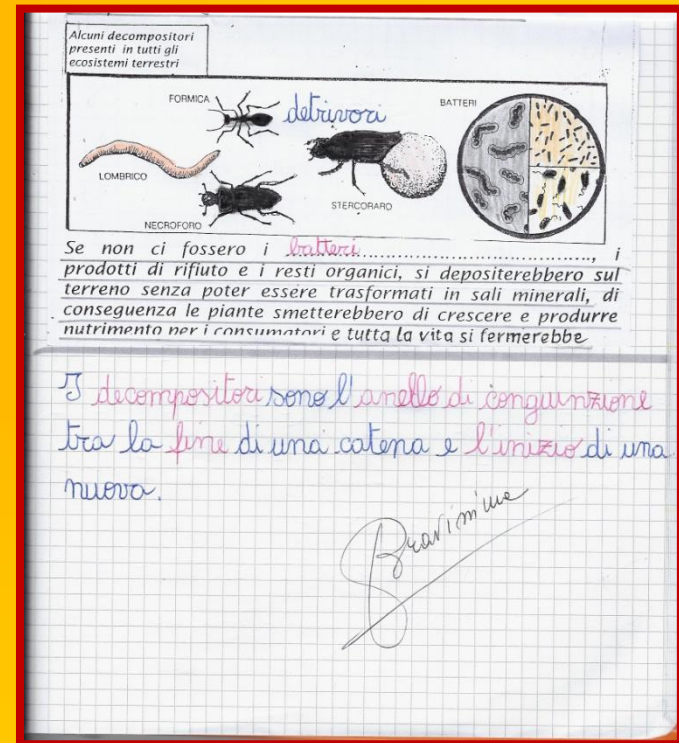 Alcuni decompositori
presenti in tutti gli
ecosistemi terrestri
FORMICA
detrivori
BATTERI
LOMBRICO
STERCORARO
NECROFORO
Se non ci fossero i batteri................................................, i
prodotti di rifiuto e i resti organici, si depositerebbero sul
terreno senza poter essere trasformati in sali minerali, di
conseguenza le piante smetterebbero di crescere e produrre
nutrimento per i consumatori e tutta la vita si fermerebbe
I decompositori sono l'anello di conguinzione
tra la fine di una catena e l'inizio di una
nuova.
Bravissima